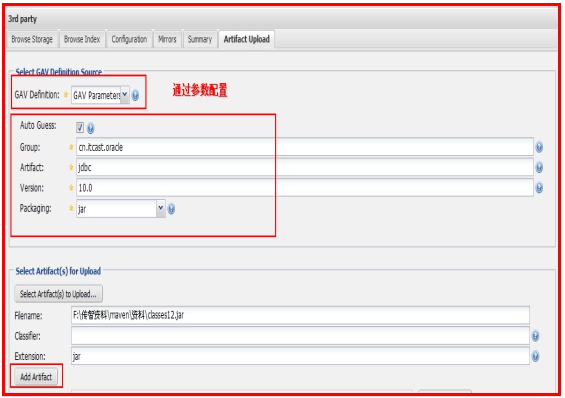 3rd party
Browse Storage Browse Index Configuration Mirrors Summary Artifact Upload
Select GAV Definition Source
GAV Definition: GAV Parameters 通过参数配置
Auto Guess:
Group: cn.itcast.oracle
Artifact: jdbc
Version: 10.0
Packaging: jar
Select Artifact(s) for Upload
Select Artifact(s) to Upload...
Filename: F:\传智资料\maven\资料\classes12.jar
Classifier:
Extension: jar
Add Artifact